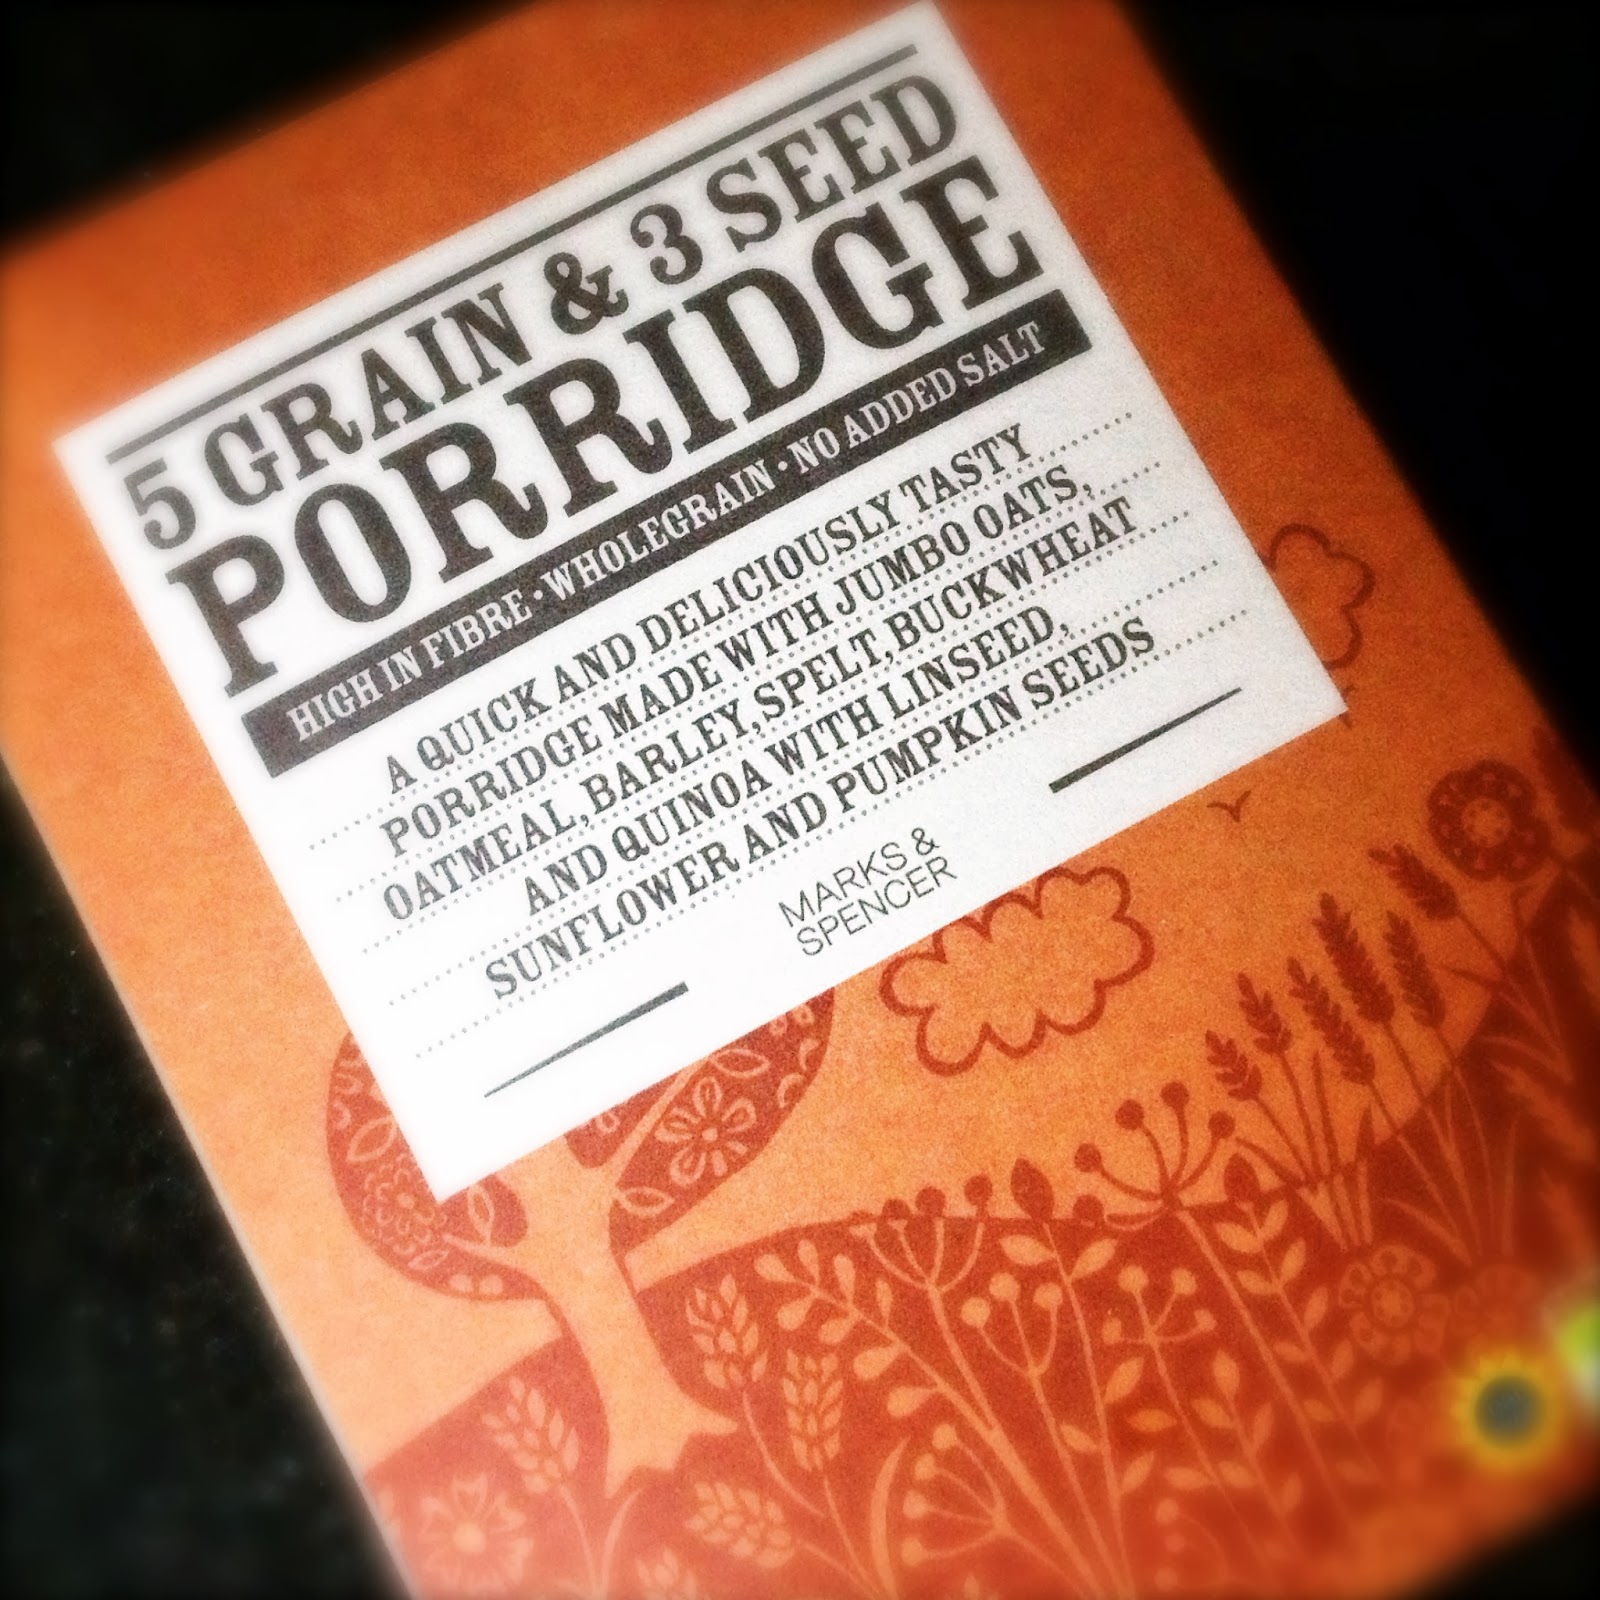 5 GRAIN & 3 SEED
PORRIDGE
HIGH IN FIBRE · WHOLEGRAIN · NO ADDED SALT
A QUICK AND DELICIOUSLY TASTY
PORRIDGE MADE WITH JUMBO OATS,
OATMEAL, BARLEY, SPELT, BUCKWHEAT
AND QUINOA WITH LINSEED,
SUNFLOWER AND PUMPKIN SEEDS
MARKS &
SPENCER